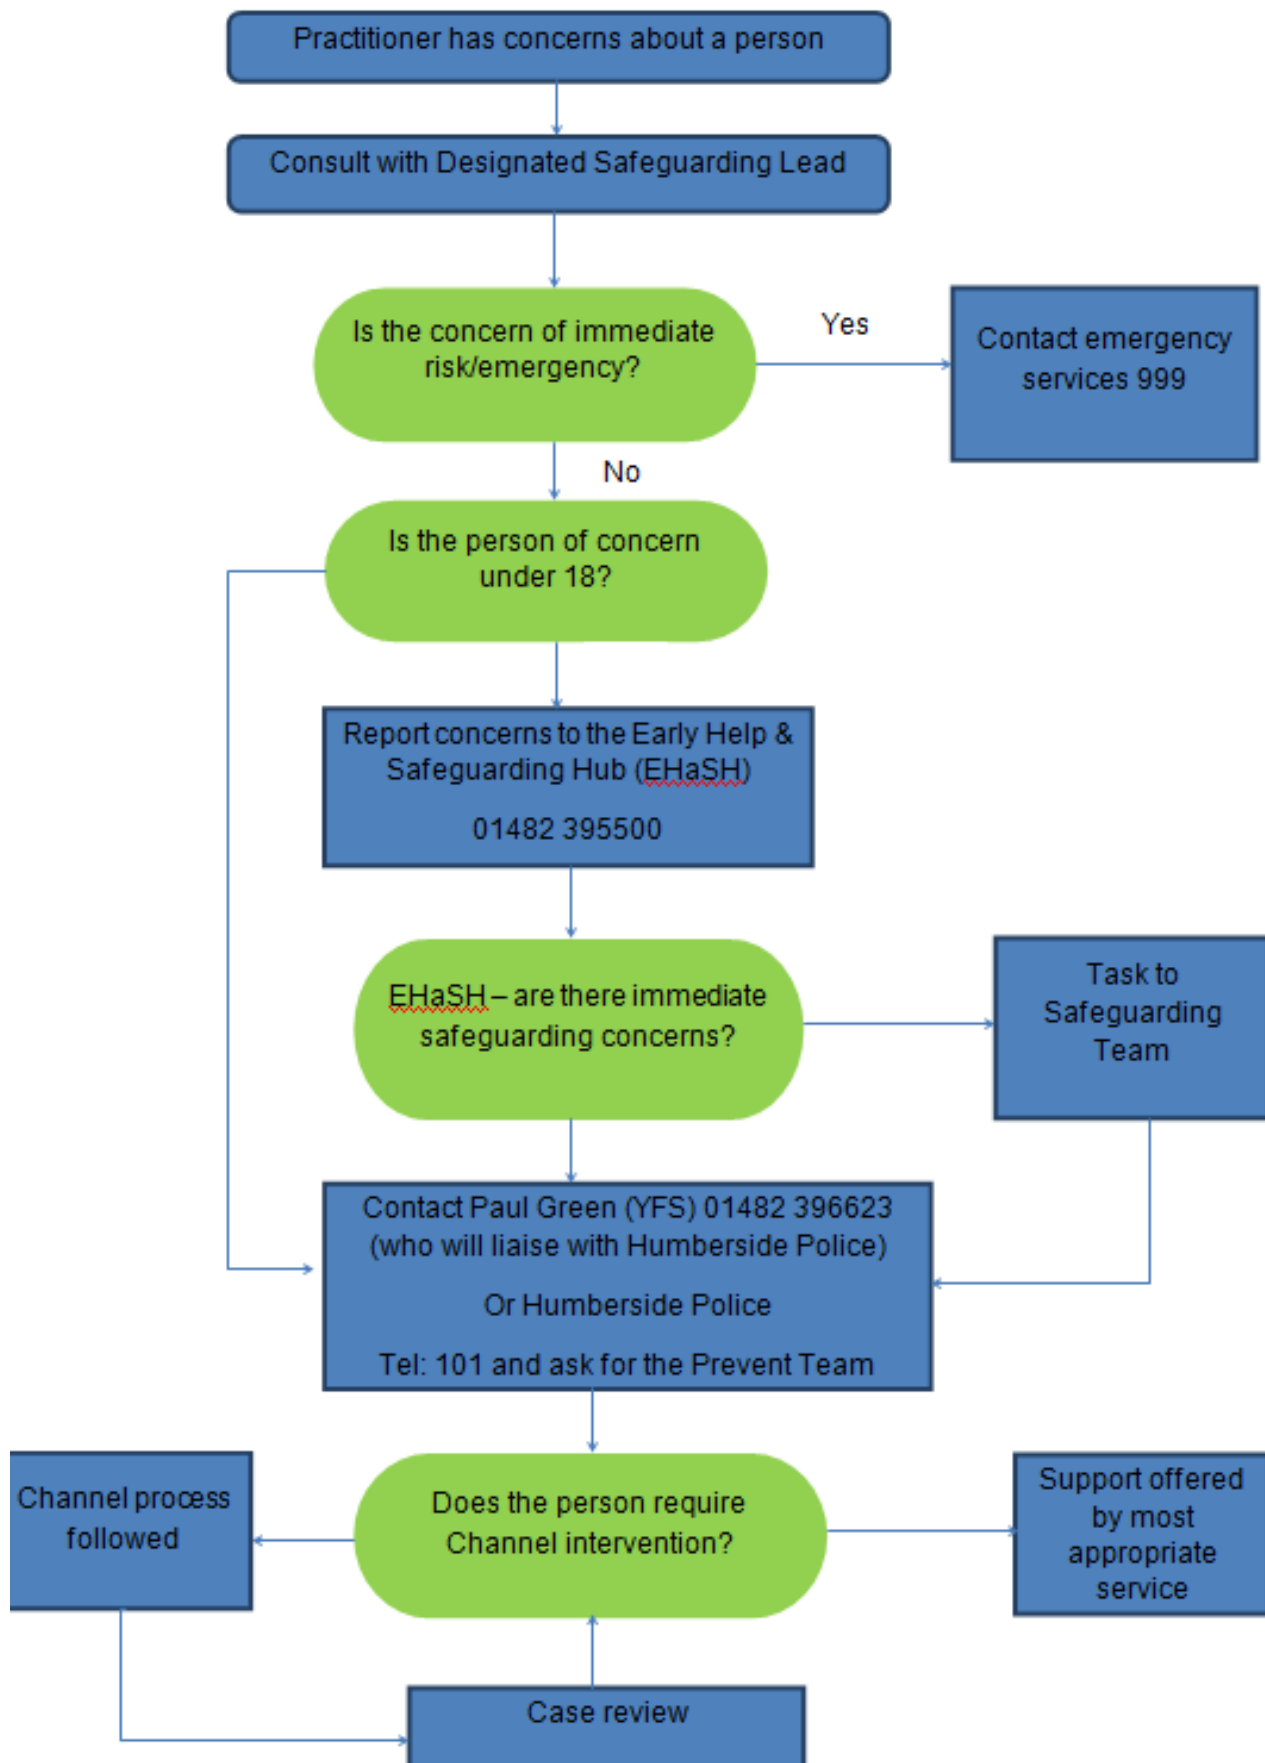 Practitioner has concerns about a person
Consult with Designated Safeguarding Lead
Is the concern of immediate
risk/emergency?
Yes
Contact emergency
services 999
No
Is the person of concern
under 18?
Report concerns to the Early Help &
Safeguarding Hub (EHaSH)
01482 395500
EHaSH – are there immediate
safeguarding concerns?
Task to
Safeguarding
Team
Contact Paul Green (YFS) 01482 396623
(who will liaise with Humberside Police)
Or Humberside Police
Tel: 101 and ask for the Prevent Team
Channel process
followed
Does the person require
Channel intervention?
Support offered
by most
appropriate
service
Case review